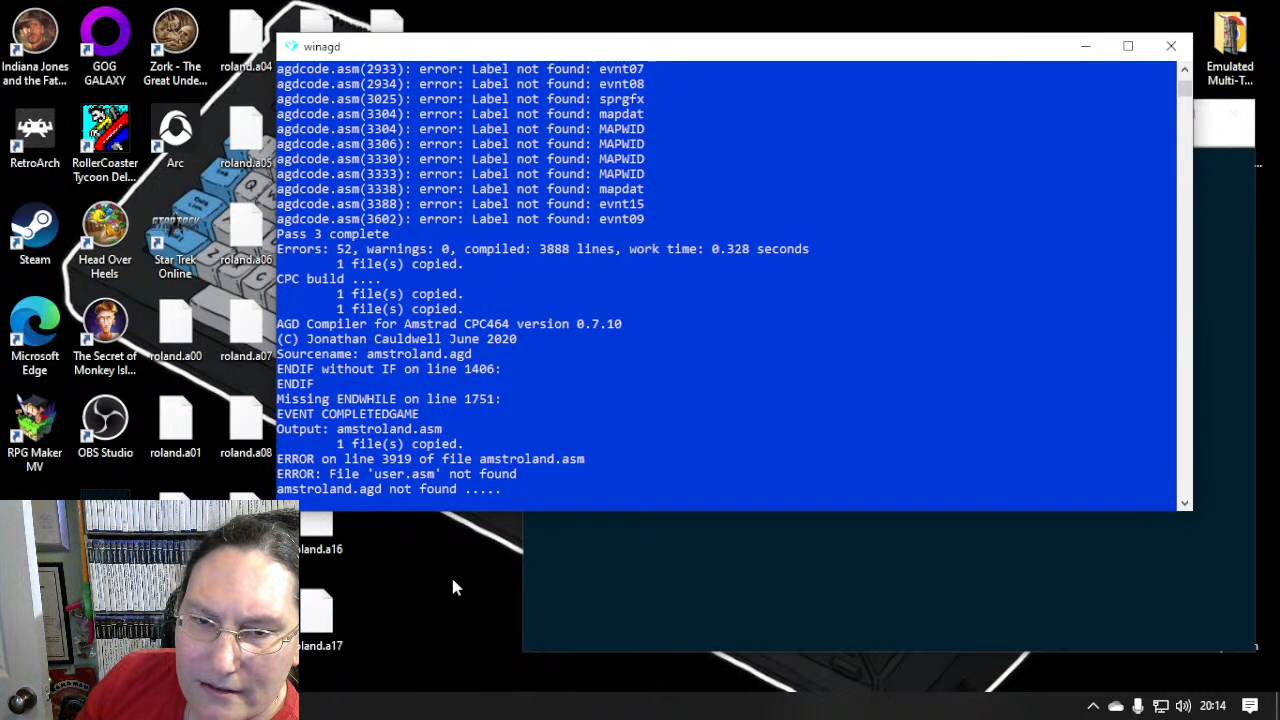 Indiana Jones
and the Fat...
GOG
GALAXY
Zork - The
Great Unde...
roland.a04
RetroArch
RollerCoaster
Tycoon Del...
Arc
roland.a05
Steam
Head Over
Heels
STAR TREK
Star Trek
Online
roland.a06
Microsoft
Edge
The Secret of
Monkey Isl...
roland.a00
roland.a07
RPG Maker
MV
OBS Studio
roland.a01
roland.a08
Emulated
Multi-T...
winagd
agdcode.asm(2933): error: Label not found: evnt07
agdcode.asm(2934): error: Label not found: evnt08
agdcode.asm(3025): error: Label not found: sprgfx
agdcode.asm(3304): error: Label not found: mapdat
agdcode.asm(3304): error: Label not found: MAPWID
agdcode.asm(3306): error: Label not found: MAPWID
agdcode.asm(3330): error: Label not found: MAPWID
agdcode.asm(3333): error: Label not found: MAPWID
agdcode.asm(3338): error: Label not found: mapdat
agdcode.asm(3388): error: Label not found: evnt15
agdcode.asm(3602): error: Label not found: evnt09
Pass 3 complete
Errors: 52, warnings: 0, compiled: 3888 lines, work time: 0.328 seconds
1 file(s) copied.
CPC build ....
1 file(s) copied.
1 file(s) copied.
AGD Compiler for Amstrad CPC464 version 0.7.10
(C) Jonathan Cauldwell June 2020
Sourcename: amstroland.agd
ENDIF without IF on line 1406:
ENDIF
Missing ENDWHILE on line 1751:
EVENT COMPLETEDGAME
Output: amstroland.asm
1 file(s) copied.
ERROR on line 3919 of file amstroland.asm
ERROR: File 'user.asm' not found
amstroland.agd not found .....
land.a16
land.a17
20:14